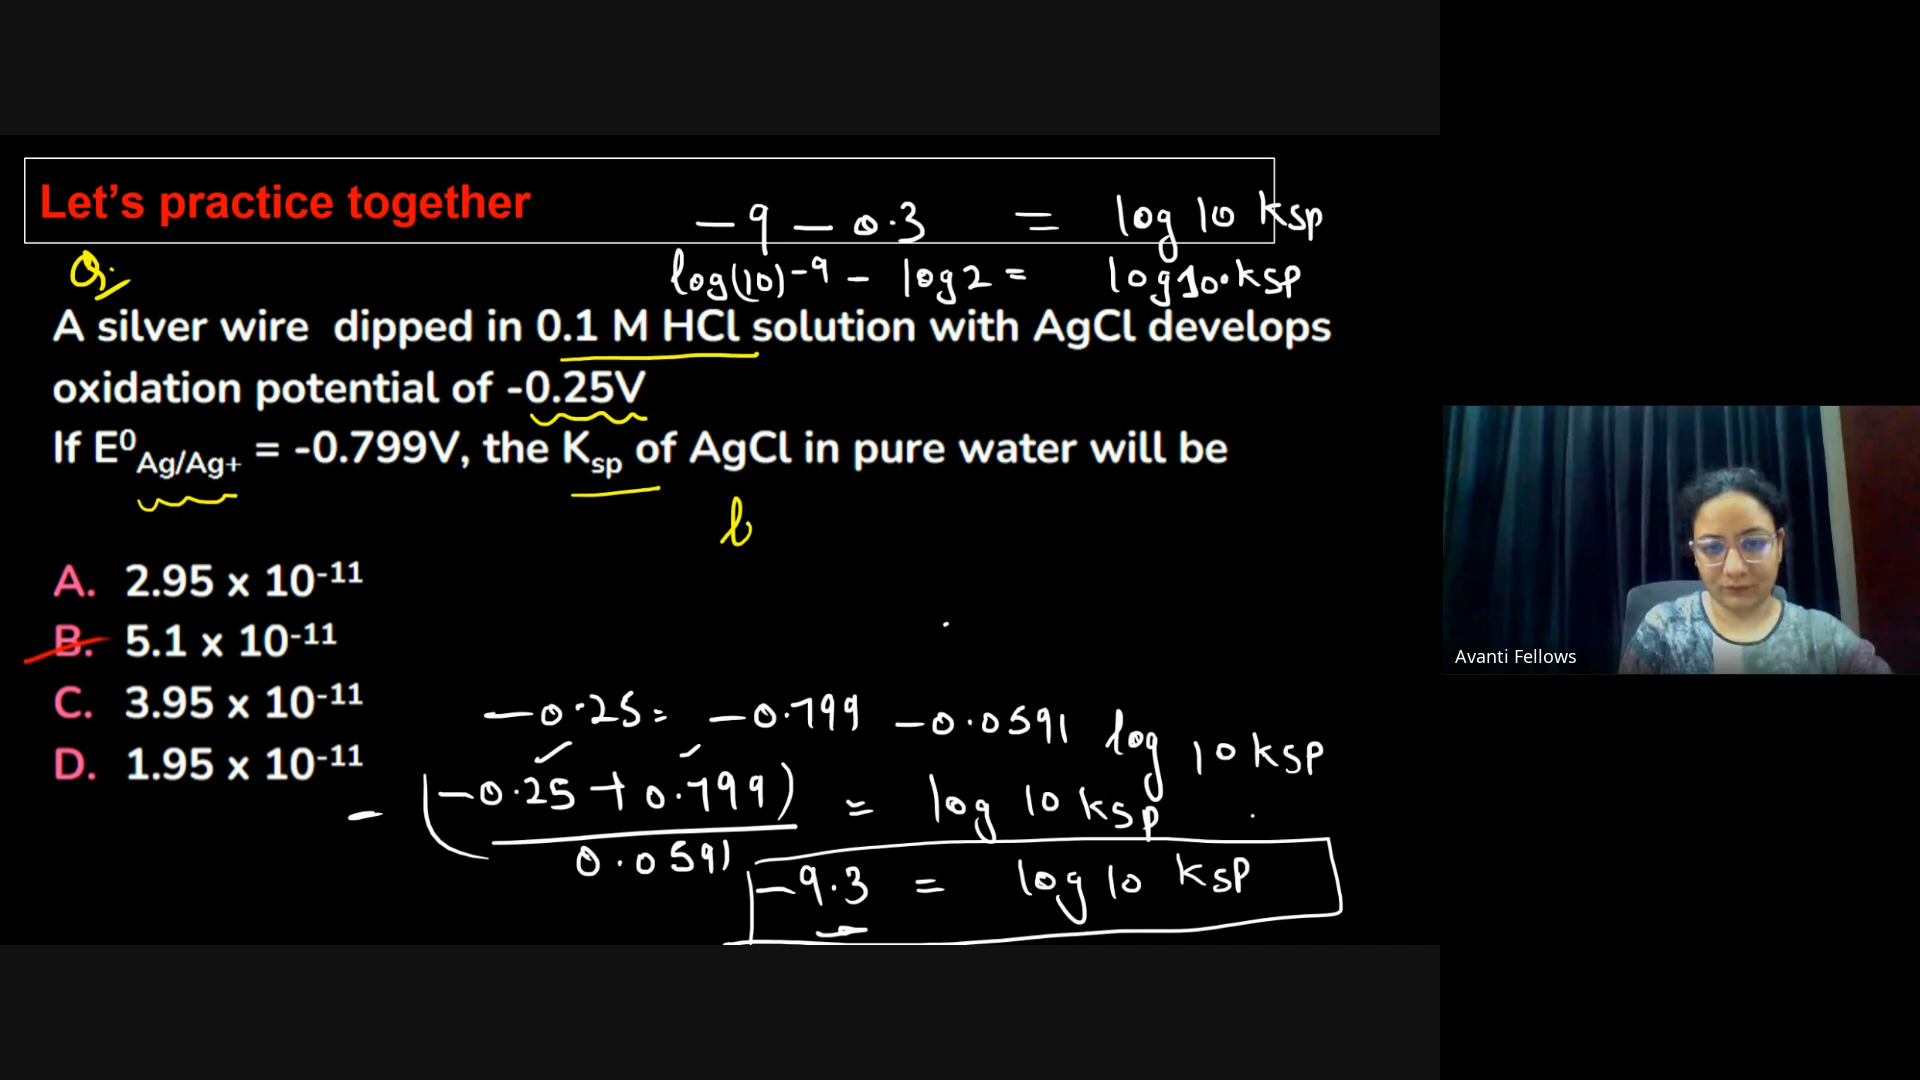 Let's practice together
-9 - 0.3 = log 10 Ksp
log(10)^-9 - log 2 = log 10.Ksp
Q:
A silver wire dipped in 0.1 M HCl solution with AgCl develops
oxidation potential of -0.25V
If E⁰Ag/Ag+ = -0.799V, the Ksp of AgCl in pure water will be
l
A. 2.95 x 10⁻¹¹
B. 5.1 x 10⁻¹¹
C. 3.95 x 10⁻¹¹
D. 1.95 x 10⁻¹¹
-0.25 = -0.799 -0.0591 log 10 Ksp
- (-0.25 + 0.799) = log 10 Ksp
0.0591
-9.3 = log 10 Ksp
Avanti Fellows